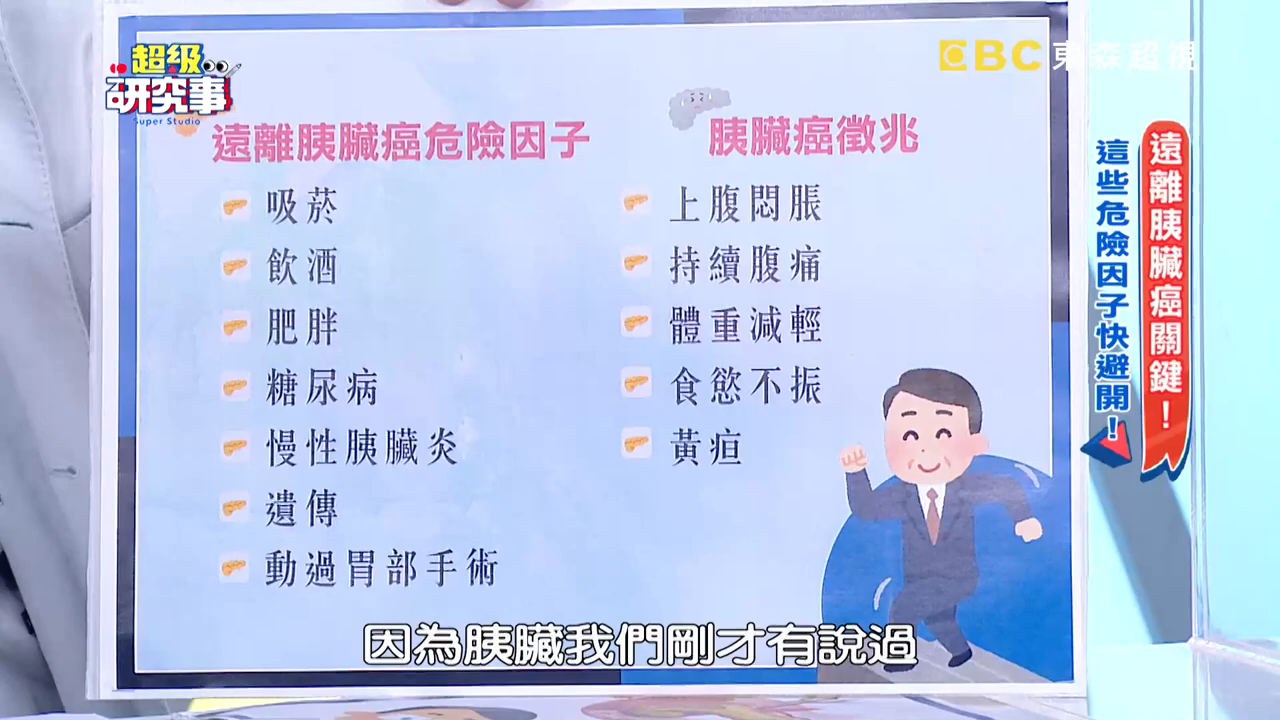 超級
研究事
Super Studio
EBC 東森超視
遠離胰臟癌危險因子
吸菸
飲酒
肥胖
糖尿病
慢性胰臟炎
遺傳
動過胃部手術
胰臟癌徵兆
上腹悶脹
持續腹痛
體重減輕
食慾不振
黃疸
遠離胰臟癌關鍵！
這些危險因子快避開！
因為胰臟我們剛才有說過